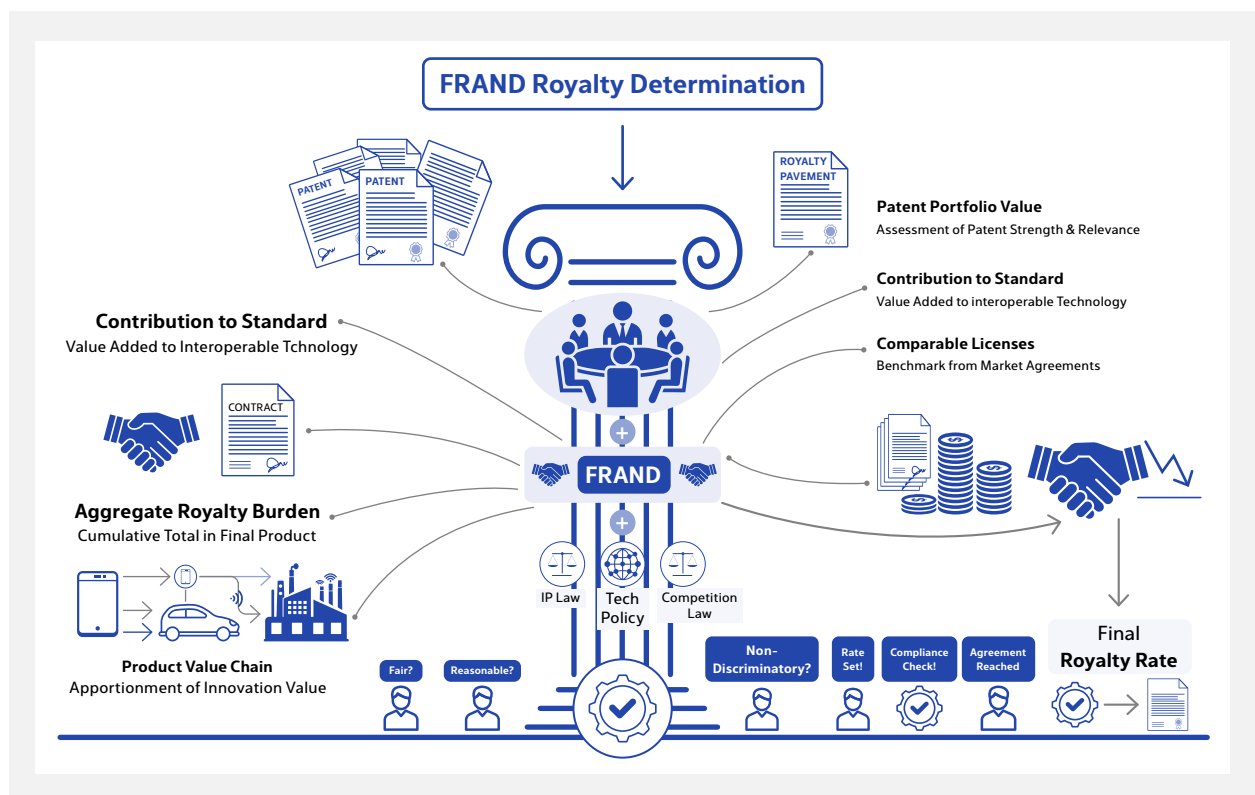 FRAND Royalty Determination
PATENT
PATENT
ROYALTY
PAVEMENT
Patent Portfolio Value
Assessment of Patent Strength & Relevance
Contribution to Standard
Value Added to interoperable Technology
Comparable Licenses
Benchmark from Market Agreements
Contribution to Standard
Value Added to Interoperable Tchnology
CONTRACT
FRAND
Aggregate Royalty Burden
Cumulative Total in Final Product
IP Law
Tech
Policy
Competition
Law
Product Value Chain
Apportionment of Innovation Value
Fair?
Reasonable?
Non-
Discriminatory?
Rate
Set!
Compliance
Check!
Agreement
Reached
Final
Royalty Rate